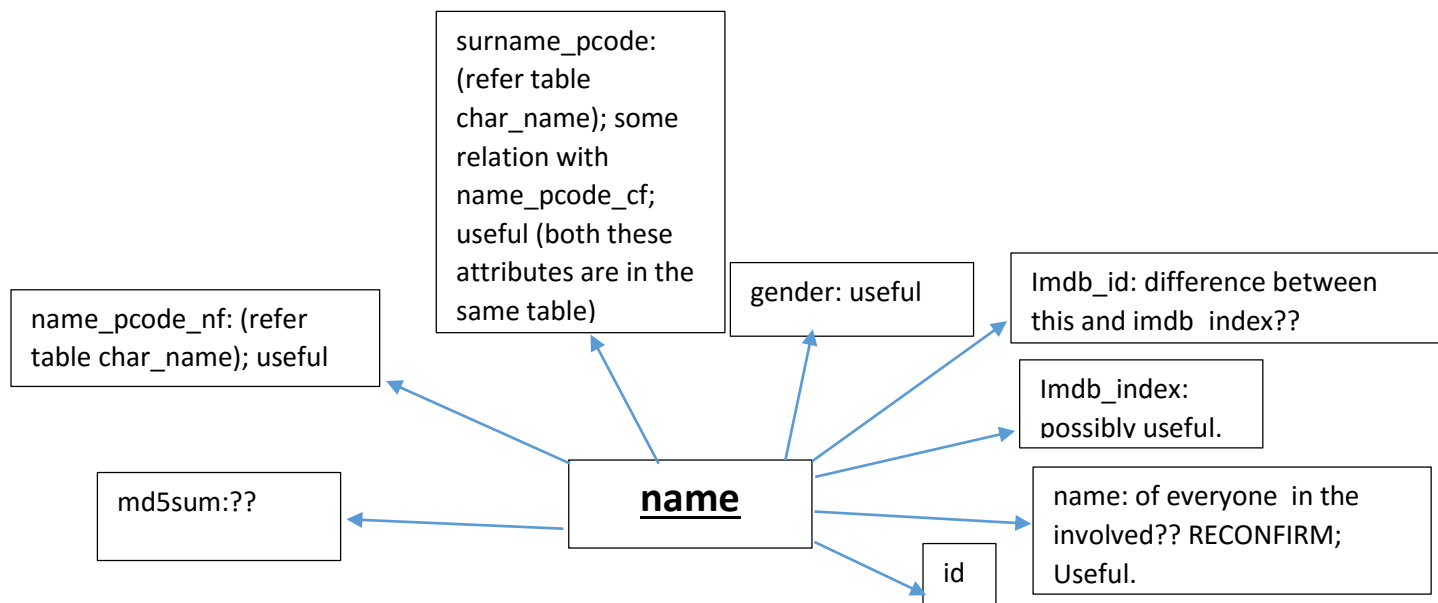 surname_pcode:
(refer table
char_name); some
relation with
name_pcode_cf;
useful (both these
attributes are in the
same table)
gender: useful
Imdb_id: difference between
this and imdb_index??
name_pcode_nf: (refer
table char_name); useful
Imdb_index:
possibly useful.
md5sum:??
name
name: of everyone in the
involved?? RECONFIRM;
Useful.
id